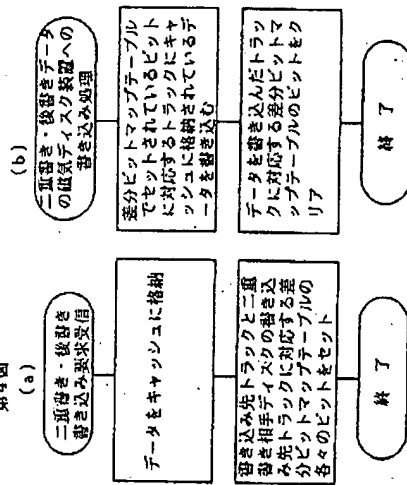 第4図
(a)
二重書き・後書き
書き込み要求受信
データをキャッシュに格納
書き込み先トラックと二重
書き相手ディスクの書き込
み先トラックに対応する差
分ビットマップテーブルの
各々のビットをセット
終了
(b)
二重書き・後書きデータ
の磁気ディスク装置への
書き込み処理
差分ビットマップテーブル
でセットされているビット
に対応するトラックにキャ
ッシュに格納されているデ
ータを書き込む
データを書き込んだトラッ
クに対応する差分ビットマ
ップテーブルのビットをク
リア
終了